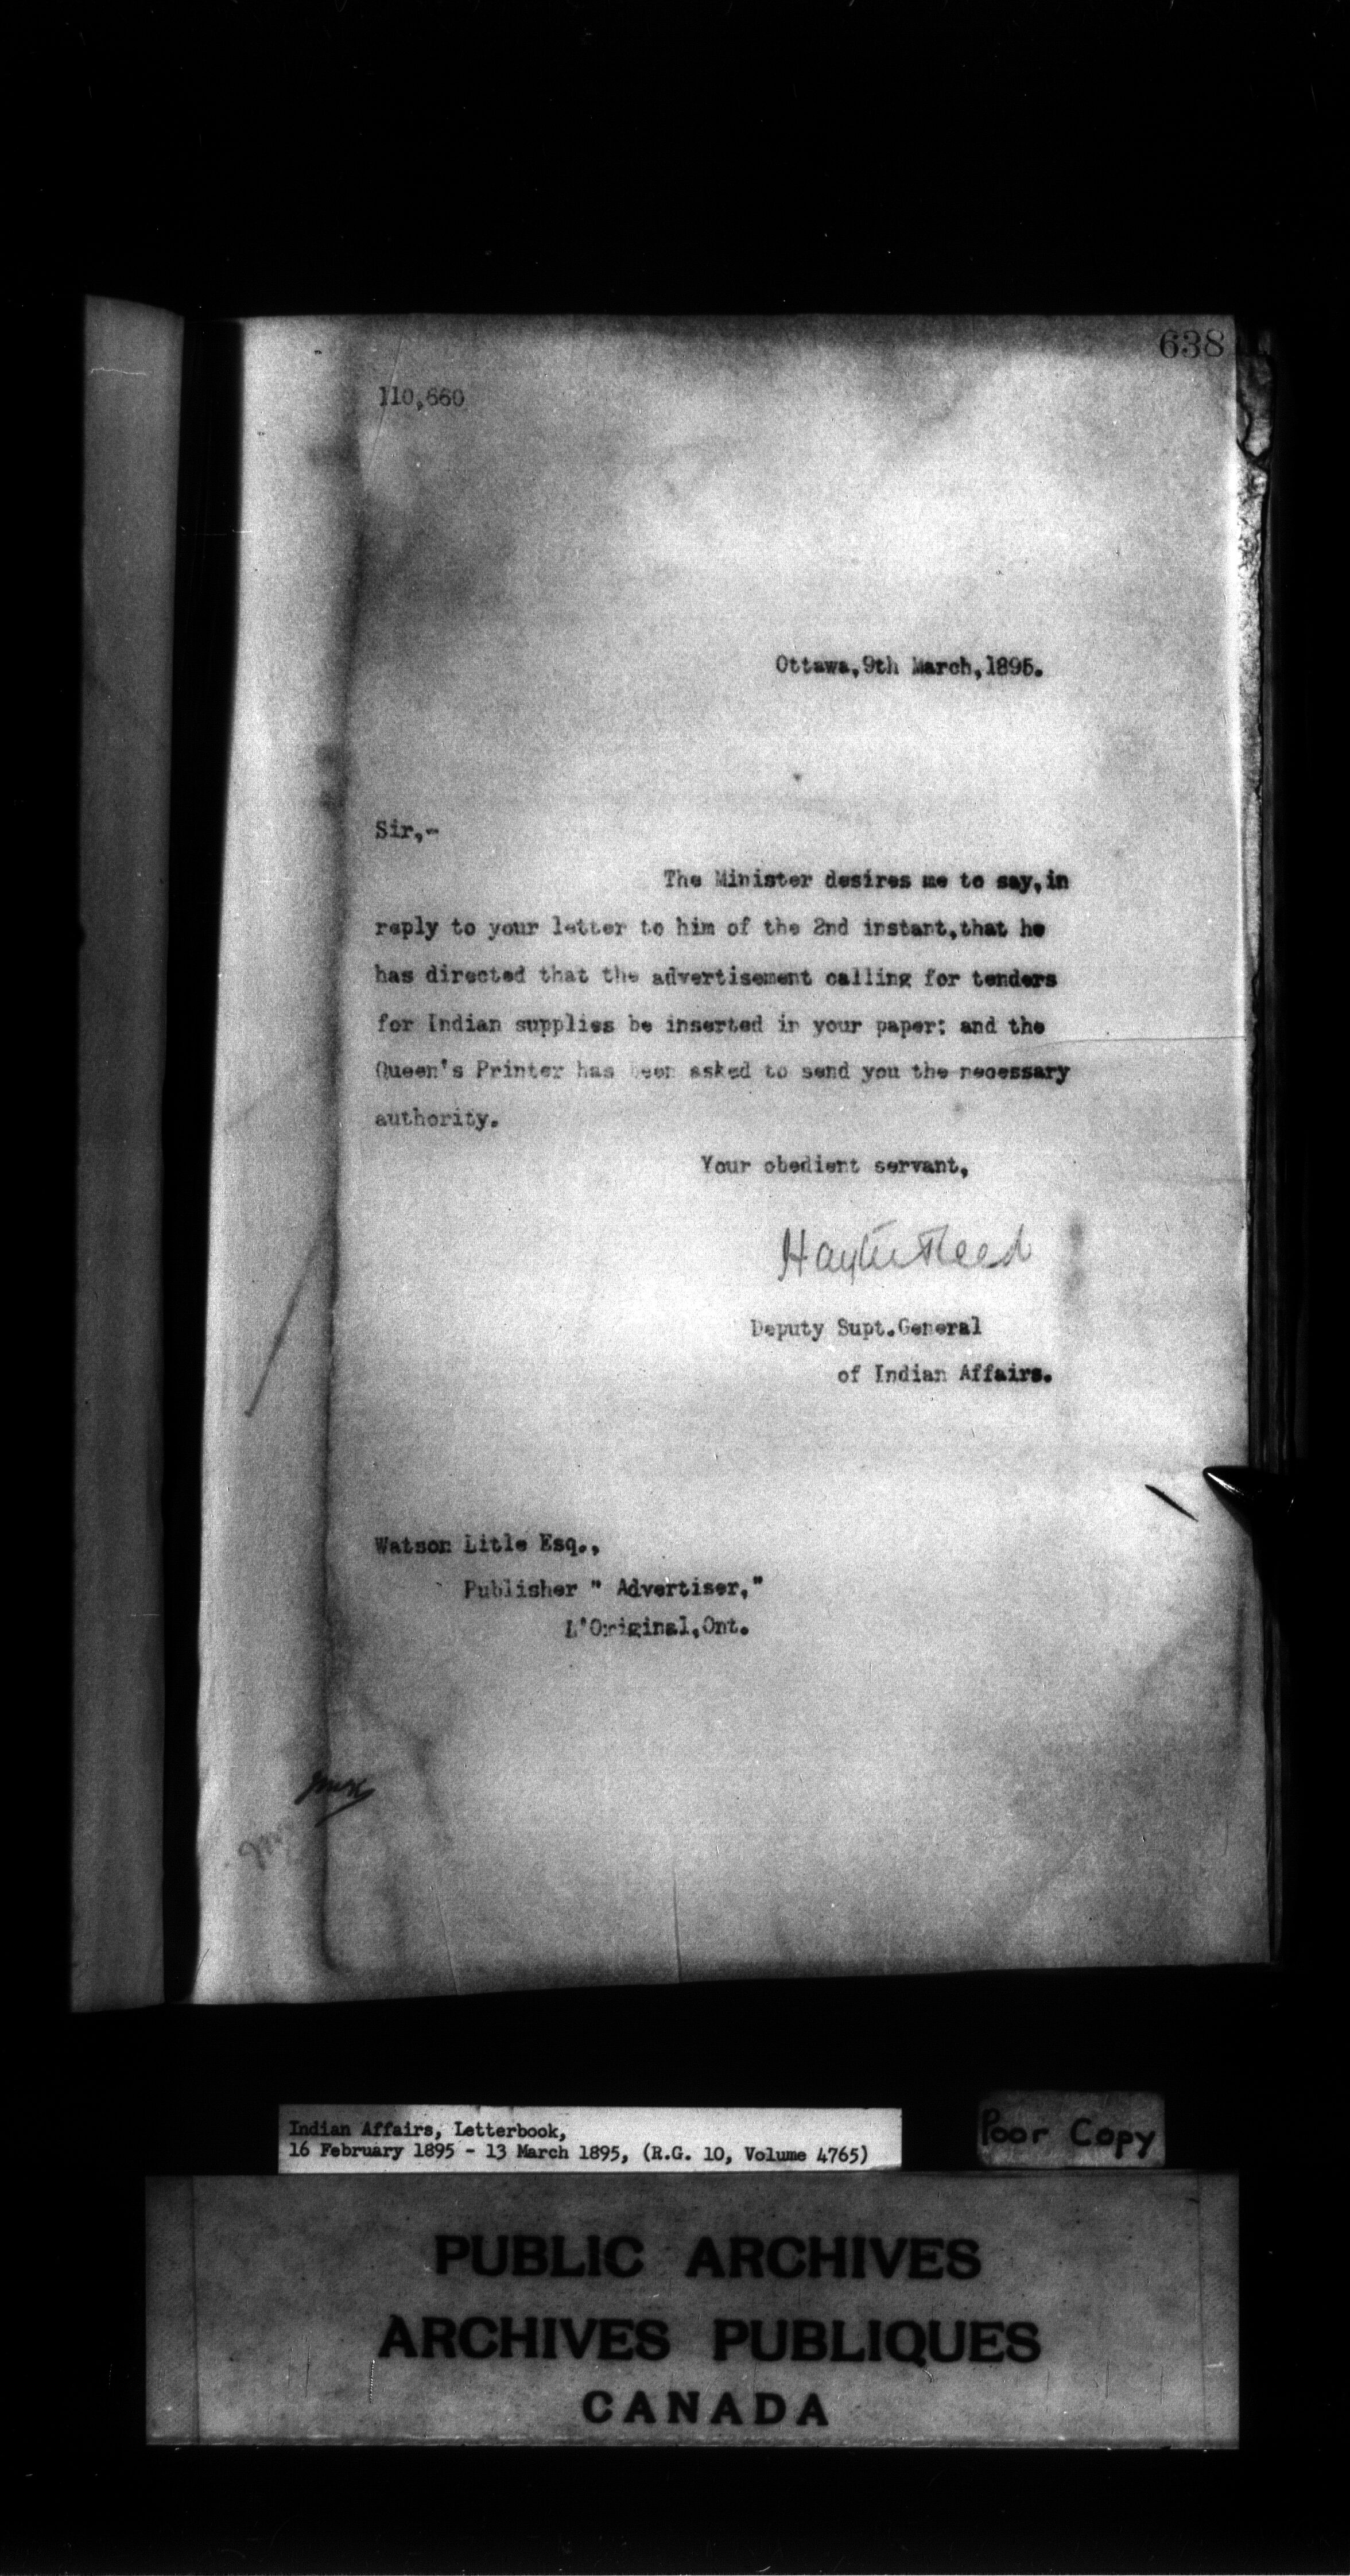 638
110,660
Ottawa,9th March,1895.
Sir,-
The Minister desires me to say,in
reply to your letter to him of the 2nd instant,that he
has directed that the advertisement calling for tenders
for Indian supplies be inserted in your paper; and the
Queen's Printer has been asked to send you the necessary
authority.
Your obedient servant,
Hayter Reed
Deputy Supt.General
of Indian Affairs.
Watson Litle Esq.,
Publisher " Advertiser,"
L'Original,Ont.
Indian Affairs, Letterbook,
16 February 1895 - 13 March 1895, (R.G. 10, Volume 4765)
Poor Copy
PUBLIC ARCHIVES
ARCHIVES PUBLIQUES
CANADA